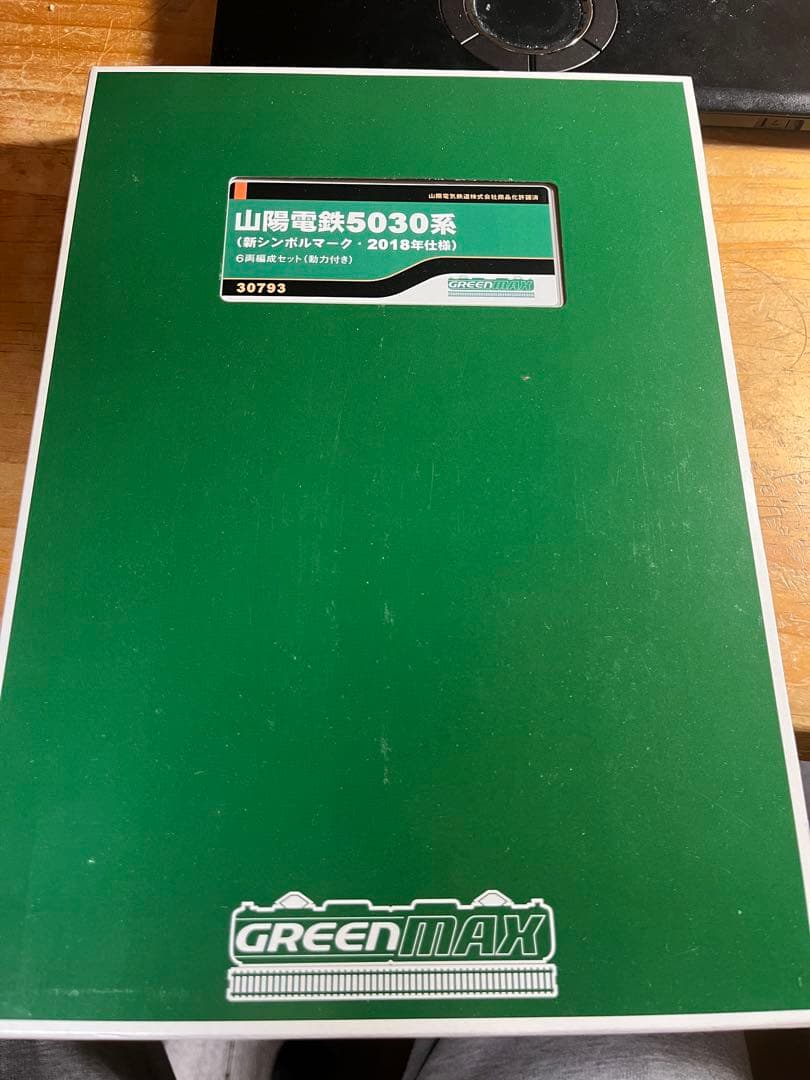 山陽電気鉄道株式会社商品化許諾済
山陽電鉄5030系
(新シンボルマーク・2018年仕様)
6両編成セット(動力付き)
30793
GREENMAX
GREENMAX